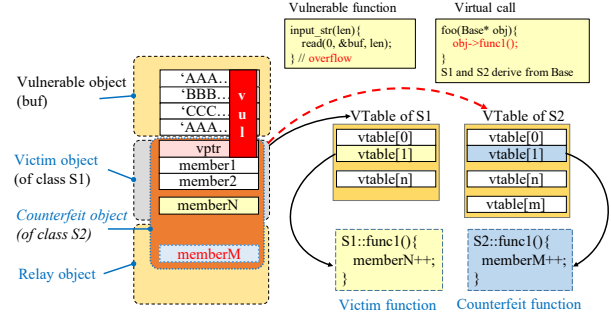 Vulnerable function
input_str(len){
read(0, &buf, len);
} // overflow
Virtual call
foo(Base* obj){
obj->func1();
}
S1 and S2 derive from Base
Vulnerable object
(buf)
‘AAA…
‘BBB…
‘CCC…
‘AAA…
vul
vptr
member1
member2
memberN
memberM
Victim object
(of class S1)
Counterfeit object
(of class S2)
Relay object
VTable of S1
vtable[0]
vtable[1]
vtable[n]
VTable of S2
vtable[0]
vtable[1]
vtable[n]
vtable[m]
S1::func1(){
memberN++;
}
Victim function
S2::func1(){
memberM++;
}
Counterfeit function